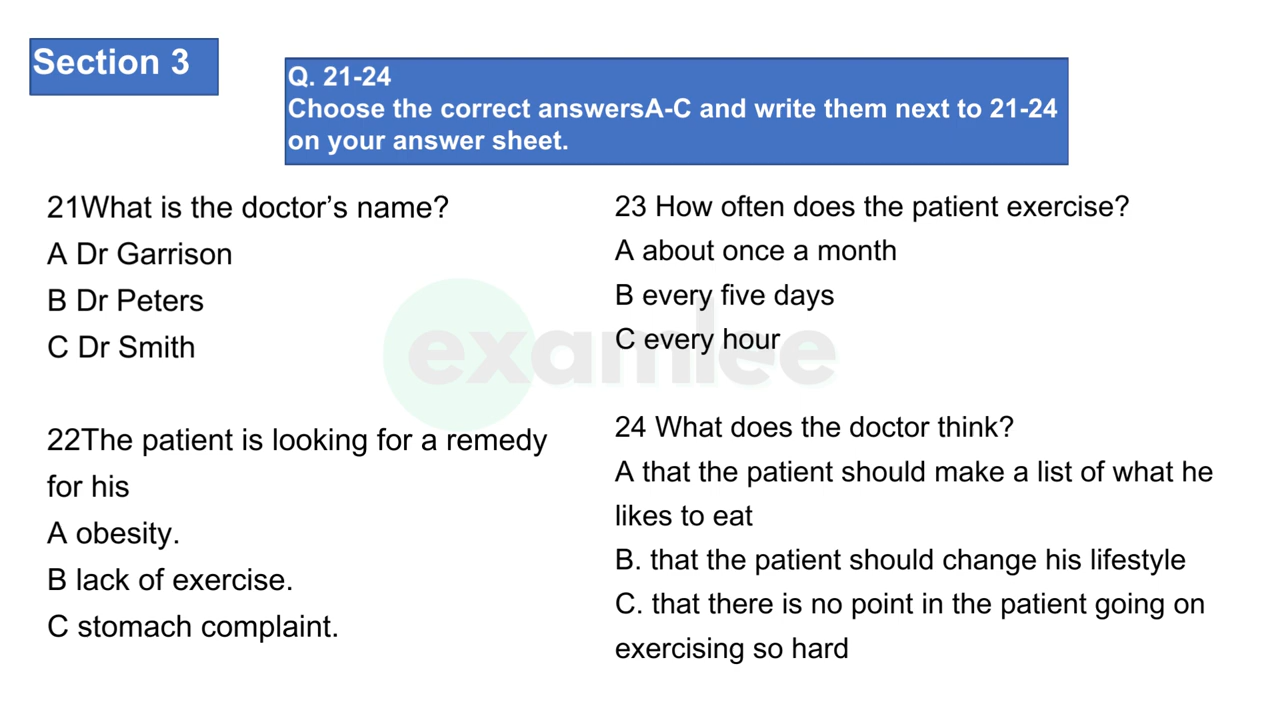 Section 3
Q. 21-24
Choose the correct answersA-C and write them next to 21-24
on your answer sheet.
21What is the doctor's name?
A Dr Garrison
B Dr Peters
C Dr Smith
22The patient is looking for a remedy
for his
A obesity.
B lack of exercise.
C stomach complaint.
23 How often does the patient exercise?
A about once a month
B every five days
C every hour
24 What does the doctor think?
A that the patient should make a list of what he
likes to eat
B. that the patient should change his lifestyle
C. that there is no point in the patient going on
exercising so hard
examlee